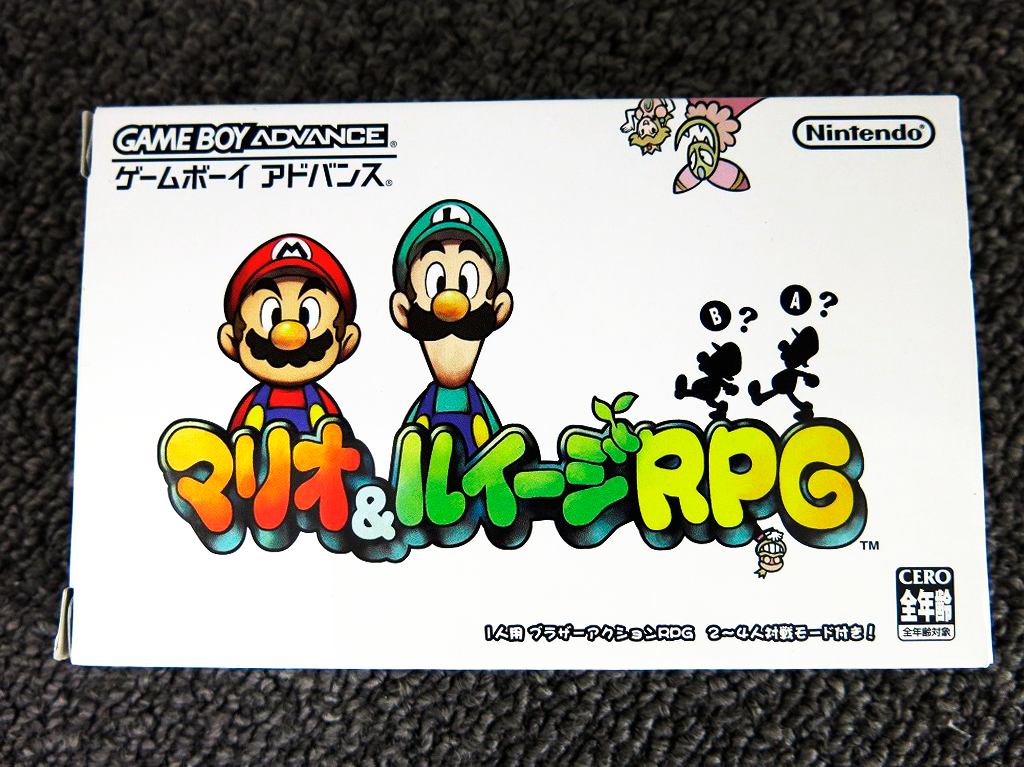 GAME BOY ADVANCE®
ゲームボーイ アドバンス®
Nintendo®
M
L
B ?
A ?
マリオ&ルイージRPG™
CERO
全年齢
全年齢対象
1人用 ブラザーアクションRPG 2〜4人対戦モード付き!